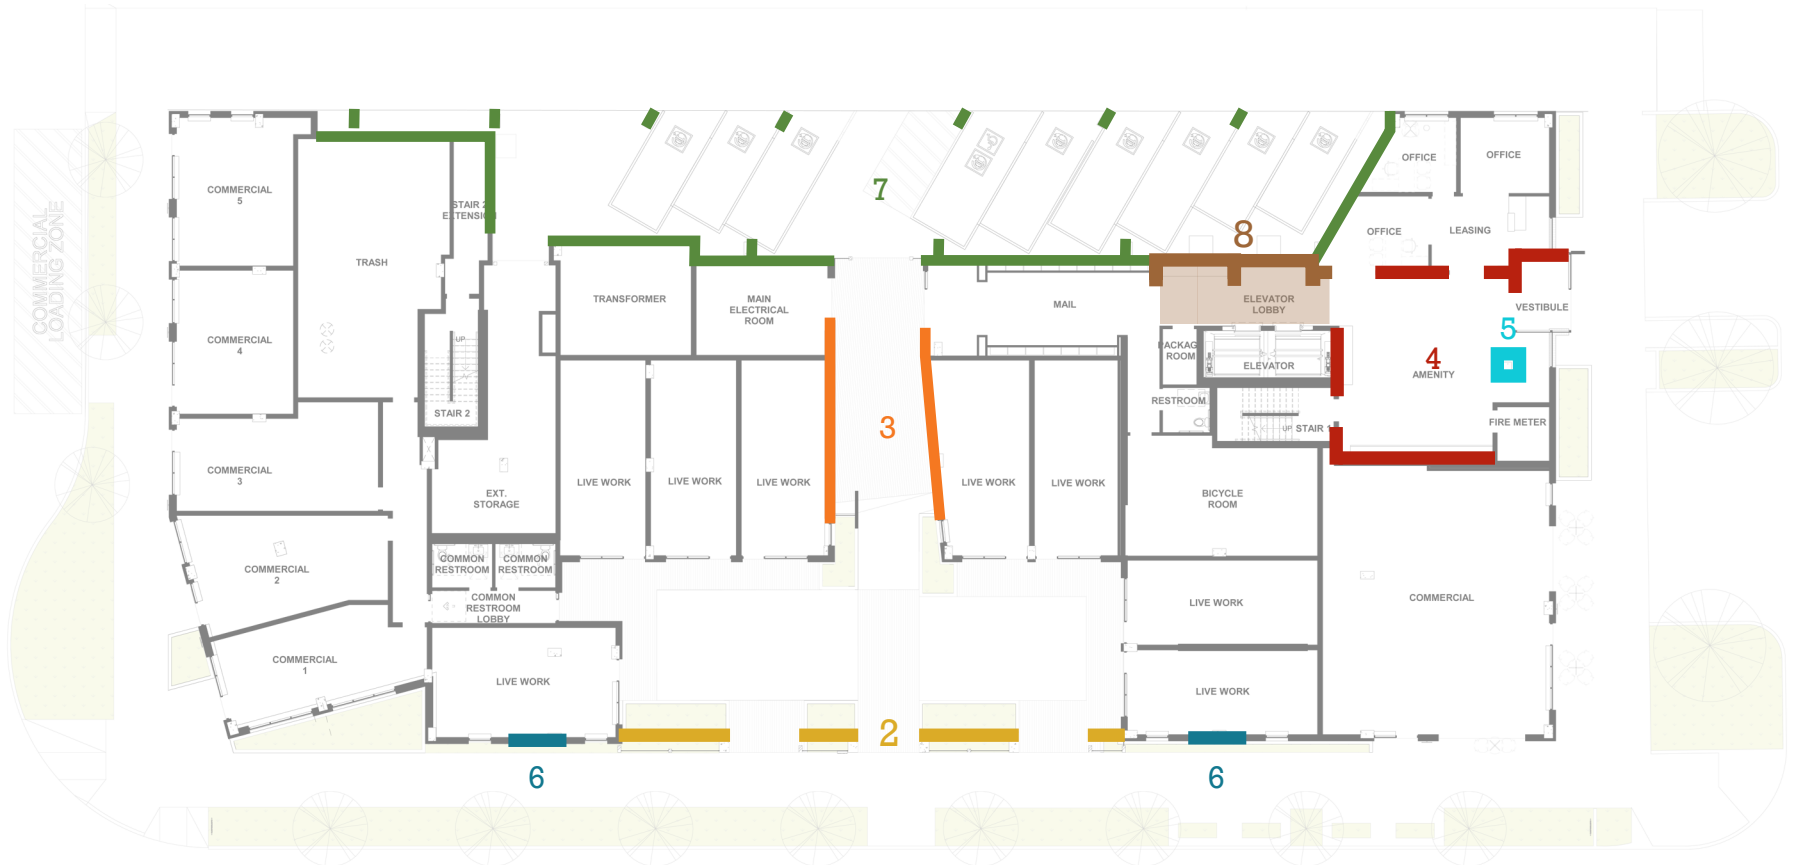 COMMERCIAL
LOADING ZONE
COMMERCIAL
5
TRASH
STAIR 2
EXTENSION
7
OFFICE
OFFICE
OFFICE
LEASING
8
TRANSFORMER
MAIN
ELECTRICAL
ROOM
MAIL
ELEVATOR
LOBBY
VESTIBULE
5
COMMERCIAL
4
UP
PACKAG
ROOM
ELEVATOR
4
AMENITY
STAIR 2
RESTROOM
UP
STAIR 1
FIRE METER
3
COMMERCIAL
3
EXT.
STORAGE
LIVE WORK
LIVE WORK
LIVE WORK
LIVE WORK
LIVE WORK
BICYCLE
ROOM
COMMERCIAL
2
COMMON
RESTROOM
COMMON
RESTROOM
COMMON
RESTROOM
LOBBY
LIVE WORK
COMMERCIAL
COMMERCIAL
1
LIVE WORK
LIVE WORK
2
6
6